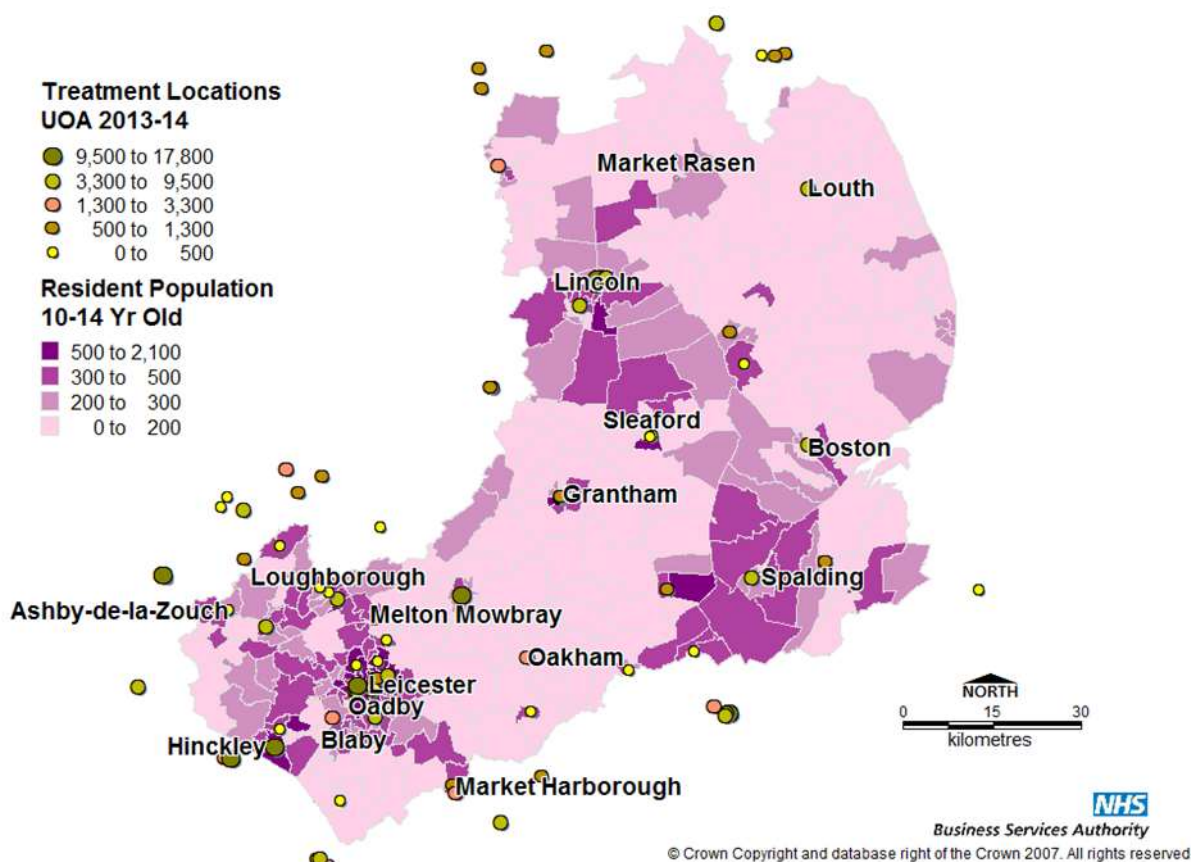 Treatment Locations
UOA 2013-14
9,500 to 17,800
3,300 to 9,500
1,300 to 3,300
500 to 1,300
0 to 500
Resident Population
10-14 Yr Old
500 to 2,100
300 to 500
200 to 300
0 to 200
Market Rasen
Louth
Lincoln
Sleaford
Boston
Grantham
Spalding
Loughborough
Ashby-de-la-Zouch
Melton Mowbray
Oakham
Leicester
Oadby
Blaby
Hinckley
Market Harborough
NORTH
0 15 30
kilometres
NHS
Business Services Authority
© Crown Copyright and database right of the Crown 2007. All rights reserved